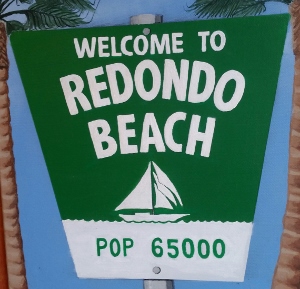 WELCOME TO
REDONDO
BEACH
POP 65000